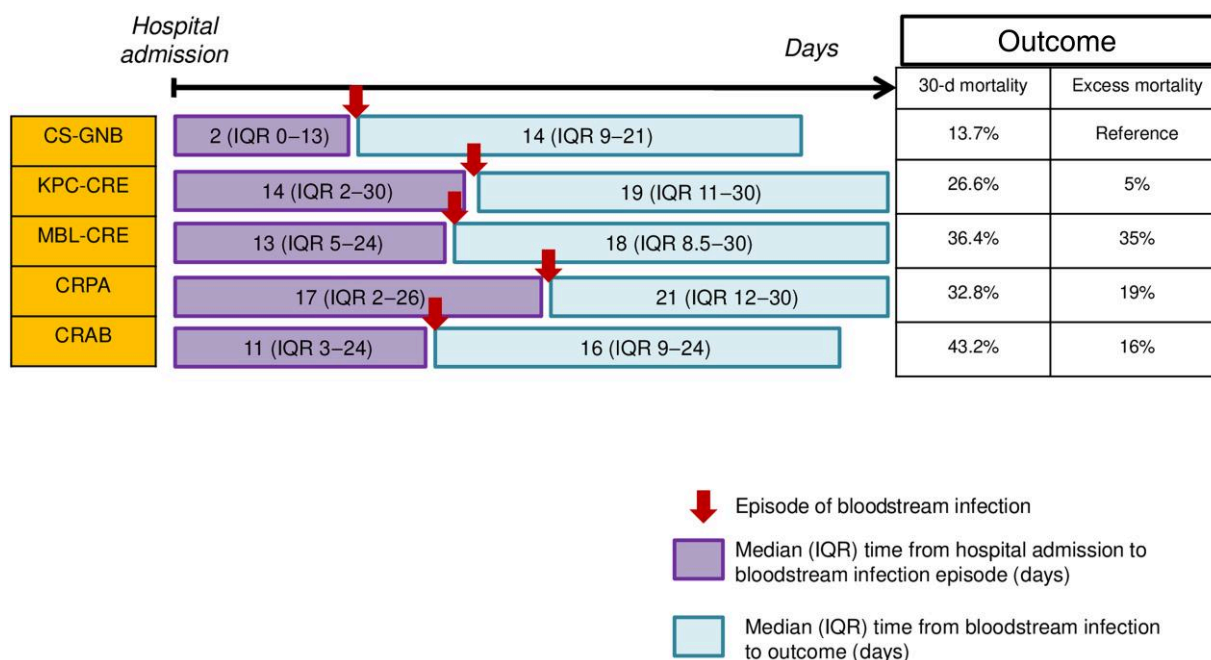 Hospital
admission
Days
Outcome
30-d mortality Excess mortality
CS-GNB 2 (IQR 0–13) 14 (IQR 9–21) 13.7% Reference
KPC-CRE 14 (IQR 2–30) 19 (IQR 11–30) 26.6% 5%
MBL-CRE 13 (IQR 5–24) 18 (IQR 8.5–30) 36.4% 35%
CRPA 17 (IQR 2–26) 21 (IQR 12–30) 32.8% 19%
CRAB 11 (IQR 3–24) 16 (IQR 9–24) 43.2% 16%
Episode of bloodstream infection
Median (IQR) time from hospital admission to
bloodstream infection episode (days)
Median (IQR) time from bloodstream infection
to outcome (days)